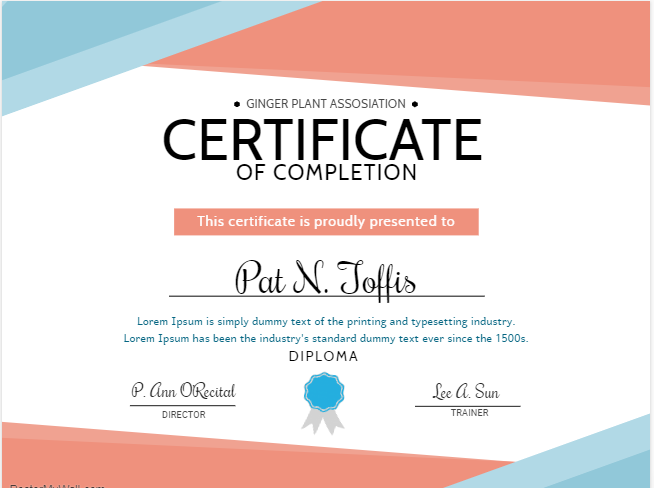 GINGER PLANT ASSOSIATION
CERTIFICATE
OF COMPLETION
This certificate is proudly presented to
Pat N. Toffis
Lorem Ipsum is simply dummy text of the printing and typesetting industry.
Lorem Ipsum has been the industry's standard dummy text ever since the 1500s.
DIPLOMA
P. Ann O'Recital
DIRECTOR
Lee A. Sun
TRAINER
PosterMyWall.com